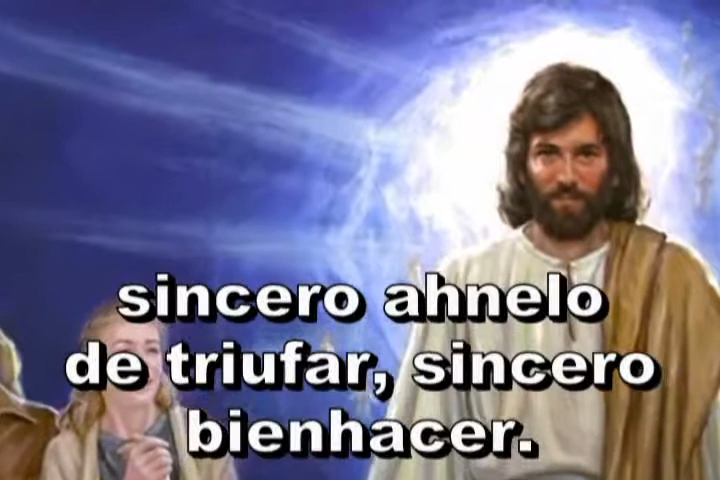 sincero ahnelo
de triufar, sincero
bienhacer.